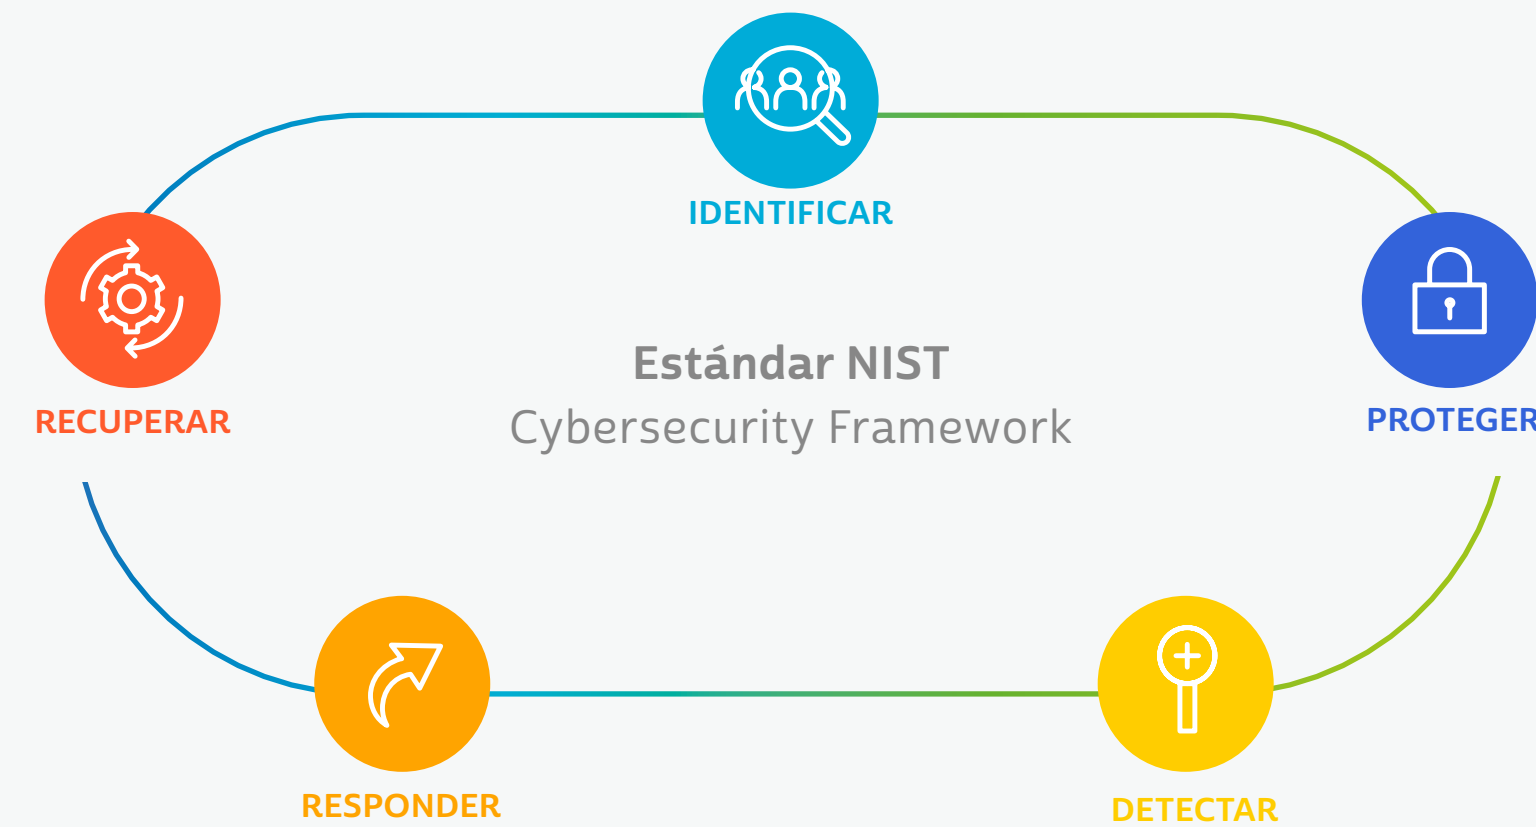 IDENTIFICAR
Estándar NIST
Cybersecurity Framework
RECUPERAR
PROTEGER
RESPONDER
DETECTAR